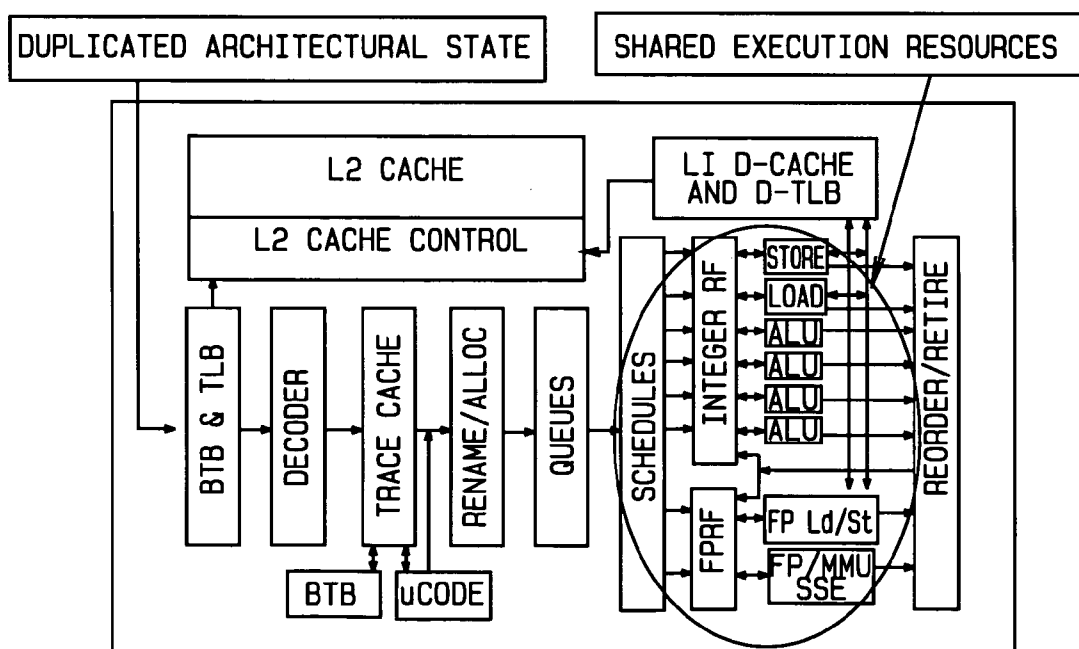 DUPLICATED ARCHITECTURAL STATE
SHARED EXECUTION RESOURCES
L2 CACHE
L2 CACHE CONTROL
LI D-CACHE
AND D-TLB
BTB & TLB
DECODER
TRACE CACHE
RENAME/ALLOC
QUEUES
SCHEDULES
INTEGER RF
FPRF
STORE
LOAD
ALU
ALU
ALU
ALU
FP Ld/St
FP/MMU
SSE
REORDER/RETIRE
BTB
uCODE